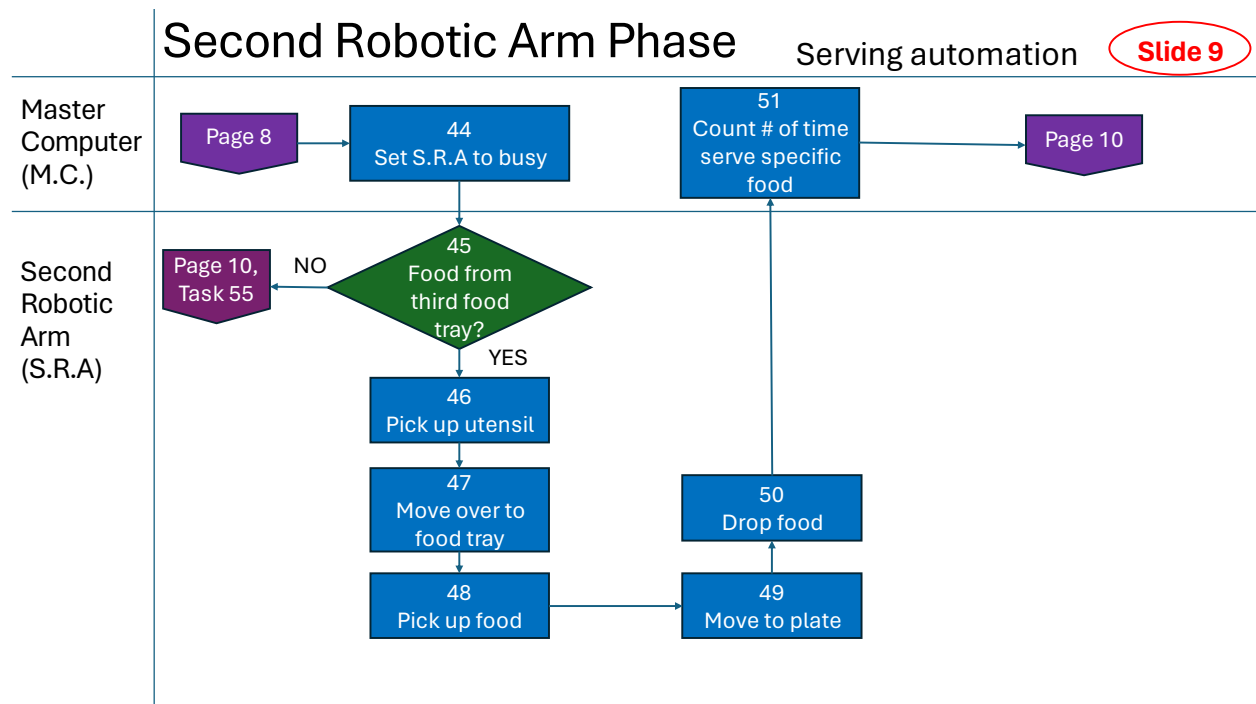 Second Robotic Arm Phase
Serving automation
Slide 9
Master
Computer
(M.C.)
Page 8
44
Set S.R.A to busy
51
Count # of time
serve specific
food
Page 10
Second
Robotic
Arm
(S.R.A)
Page 10,
Task 55
NO
45
Food from
third food
tray?
YES
46
Pick up utensil
47
Move over to
food tray
48
Pick up food
49
Move to plate
50
Drop food